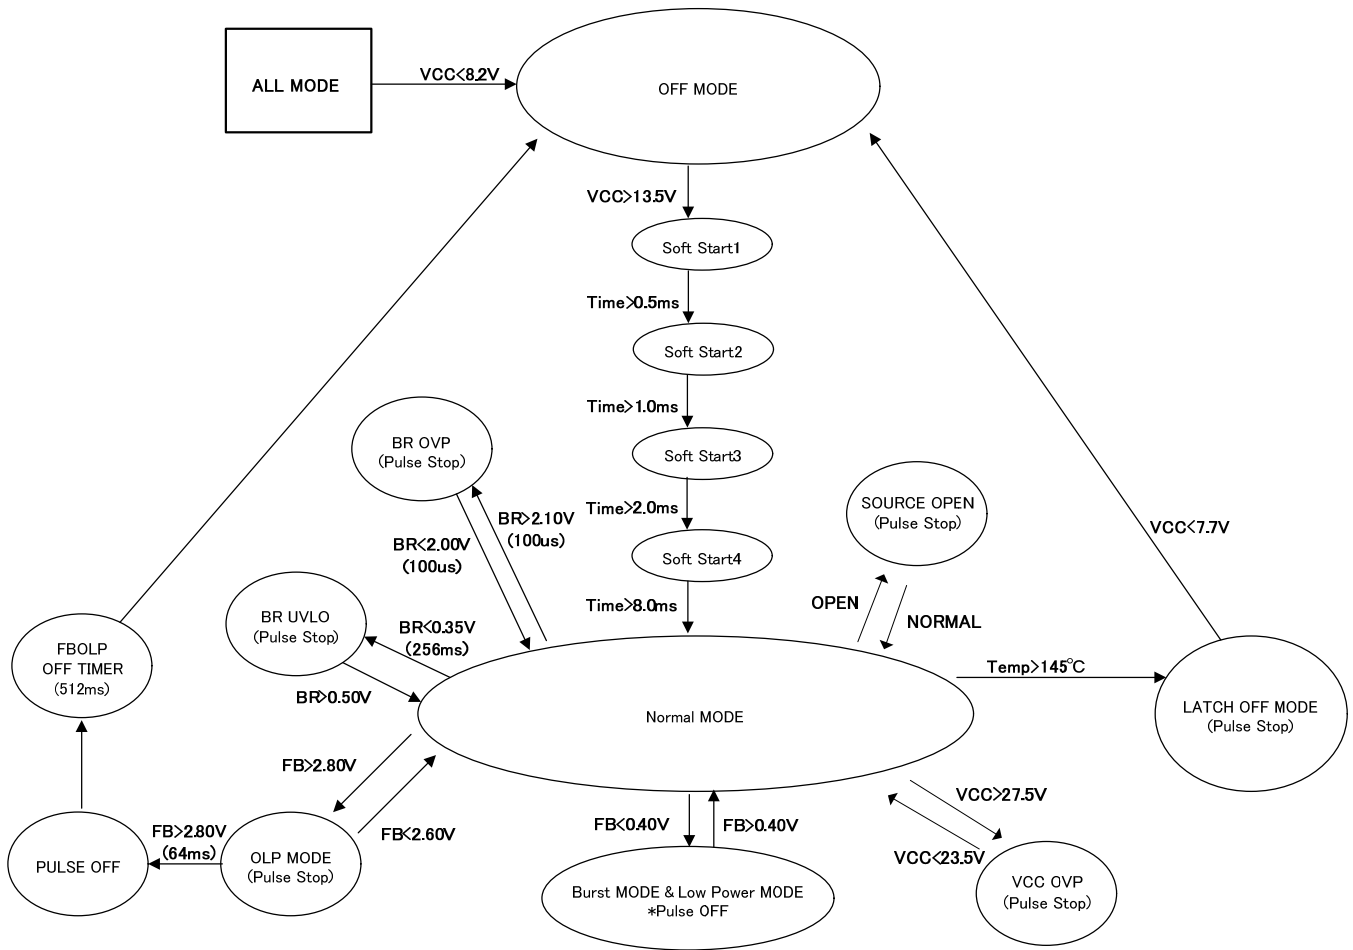 ALL MODE
VCC<8.2V
OFF MODE
VCC>13.5V
Soft Start1
Time>0.5ms
Soft Start2
Time>1.0ms
Soft Start3
Time>2.0ms
Soft Start4
Time>8.0ms
BR OVP
(Pulse Stop)
BR>2.10V
(100us)
BR<2.00V
(100us)
SOURCE OPEN
(Pulse Stop)
VCC<7.7V
OPEN
NORMAL
BR UVLO
(Pulse Stop)
BR<0.35V
(256ms)
BR>0.50V
FBOLP
OFF TIMER
(512ms)
Normal MODE
Temp>145℃
LATCH OFF MODE
(Pulse Stop)
FB>2.80V
FB<2.60V
FB>2.80V
(64ms)
PULSE OFF
OLP MODE
(Pulse Stop)
FB<0.40V
FB>0.40V
Burst MODE & Low Power MODE
*Pulse OFF
VCC>27.5V
VCC<23.5V
VCC OVP
(Pulse Stop)